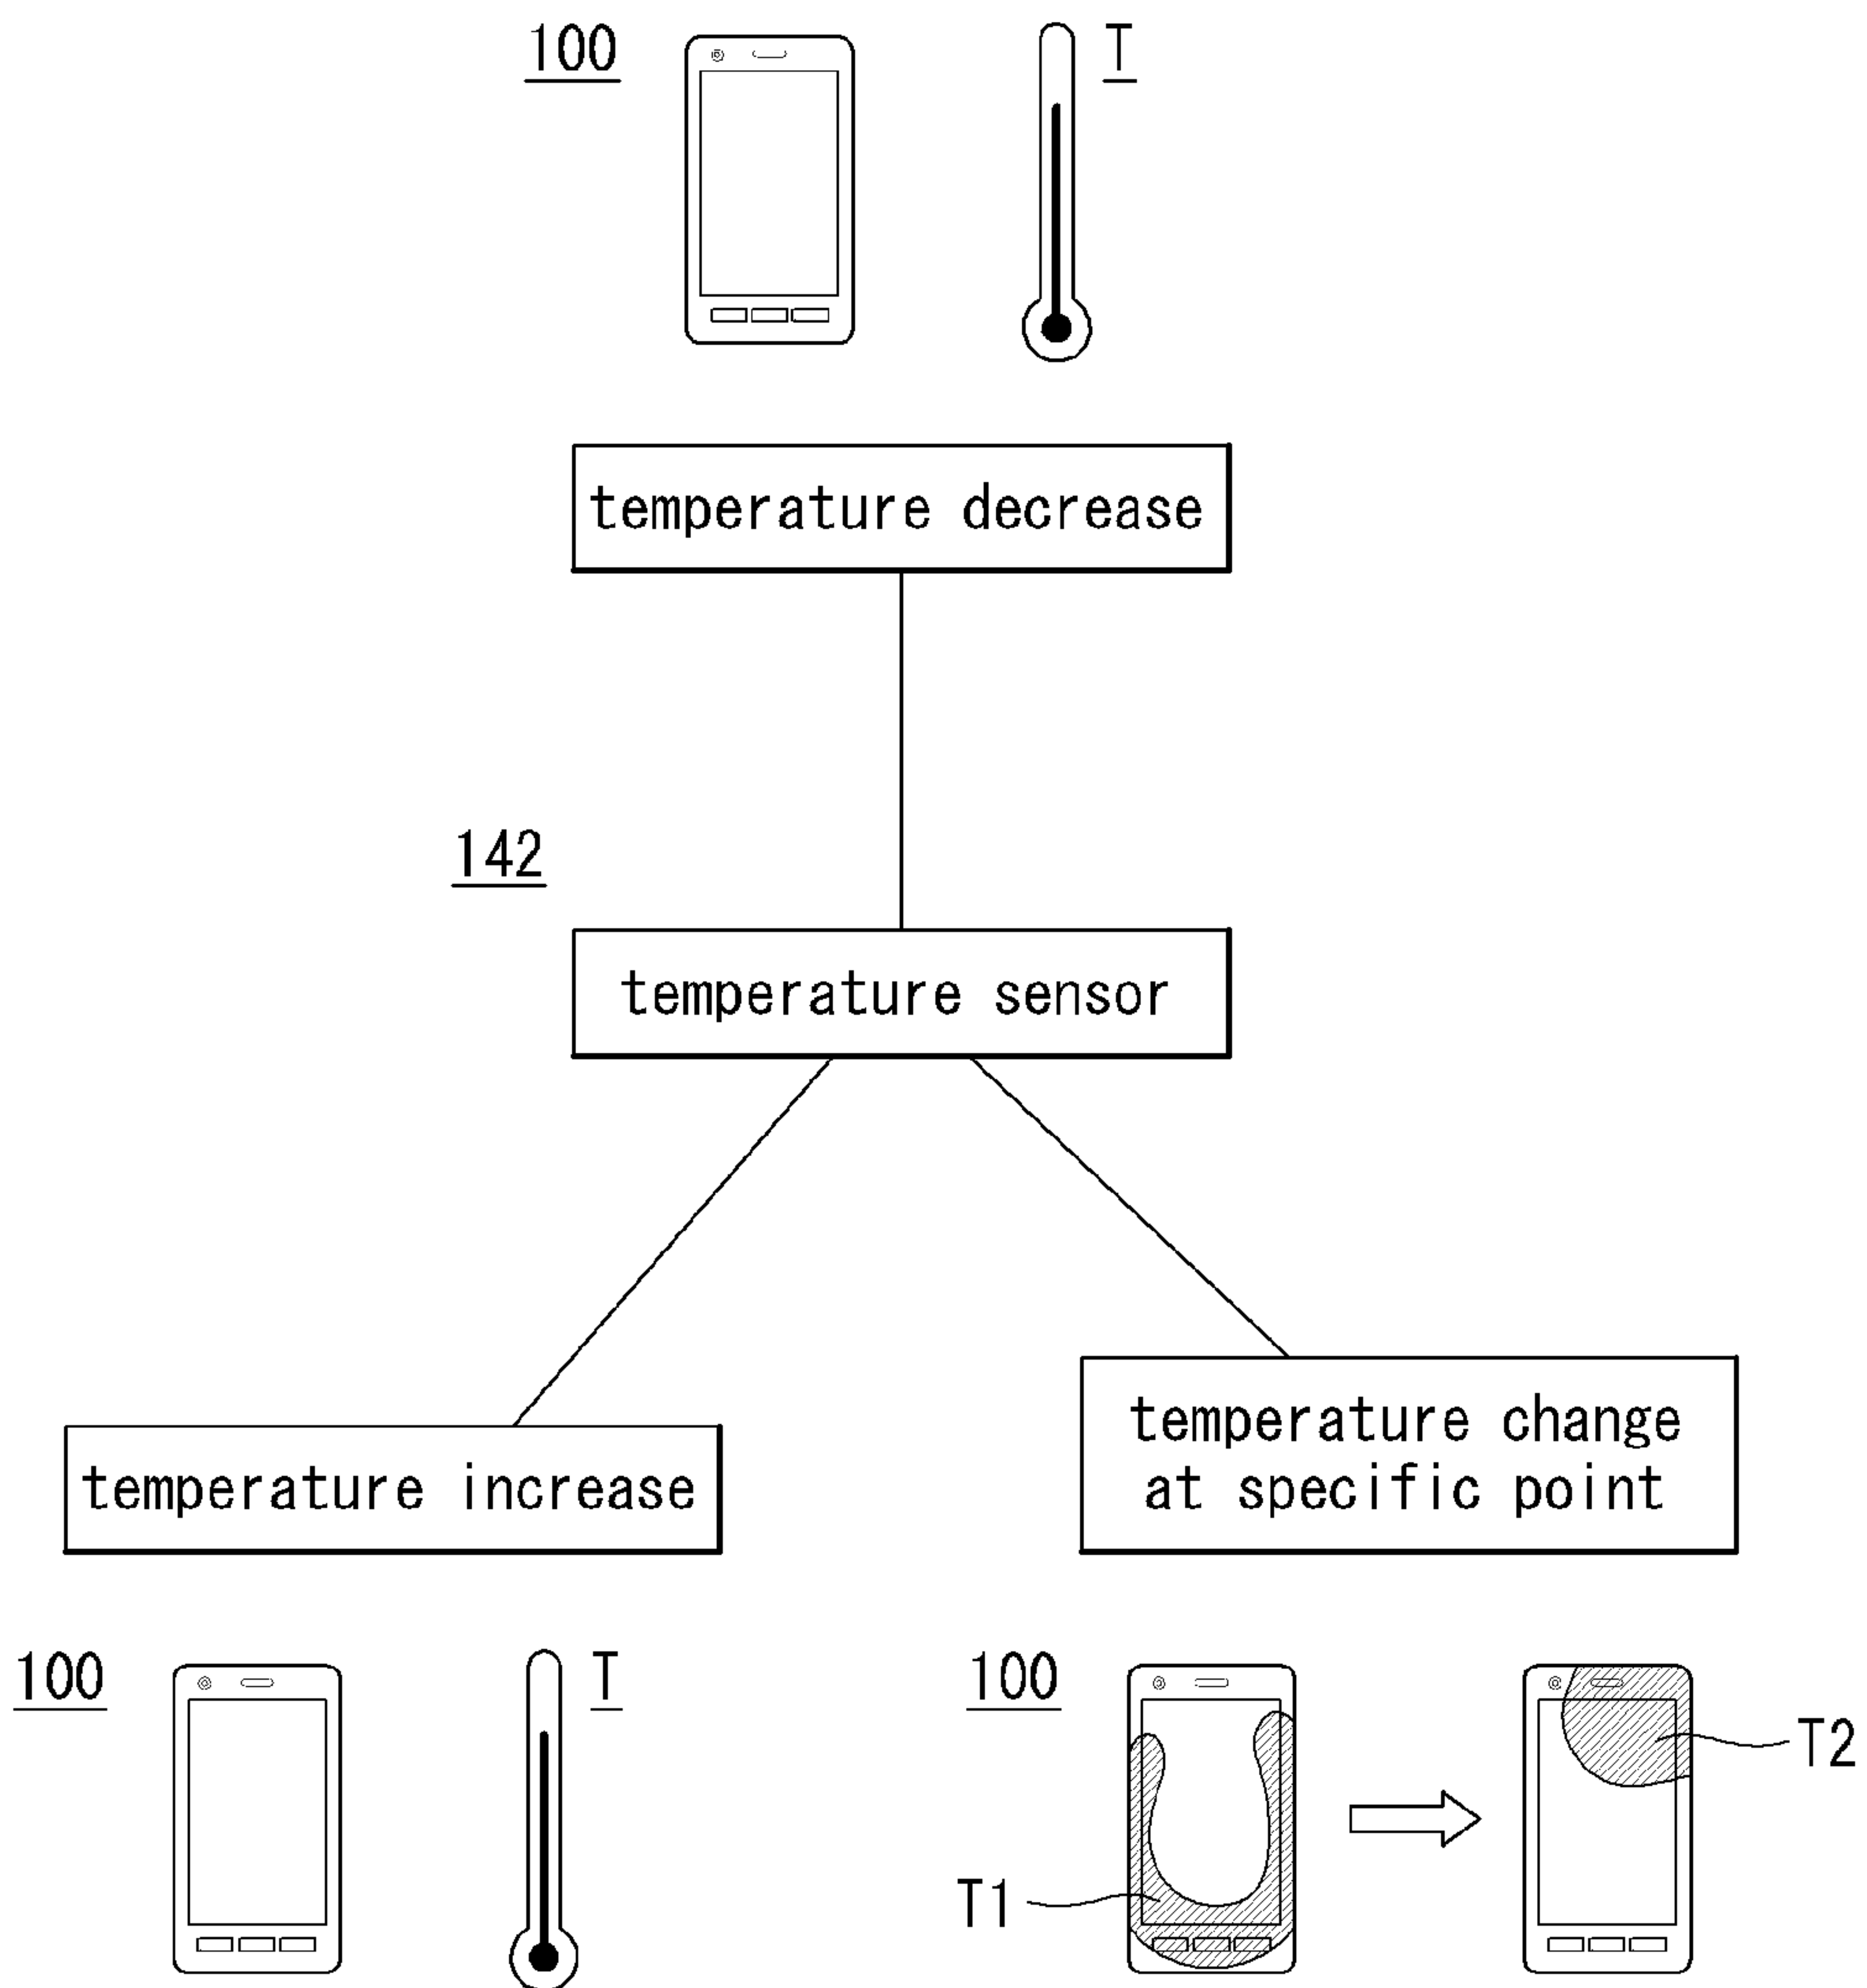 100
T
temperature decrease
142
temperature sensor
temperature increase
temperature change
at specific point
100
T
100
T2
T1